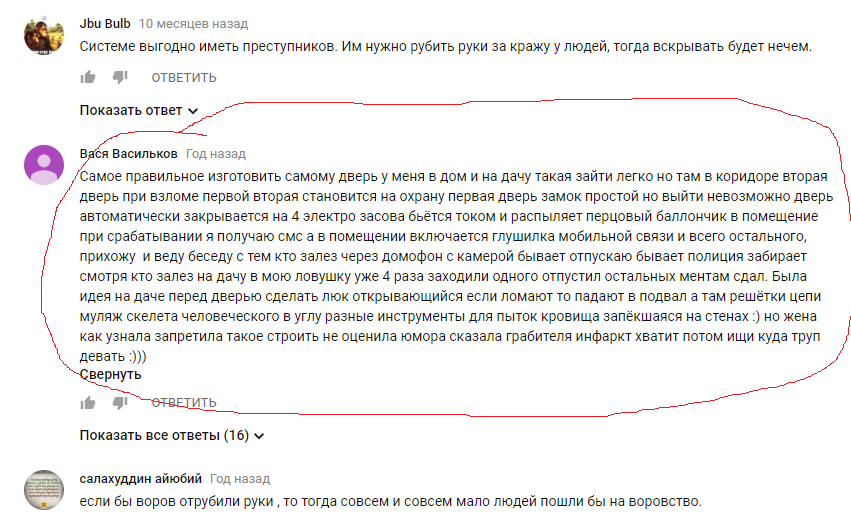 Jbu Bulb 10 месяцев назад
Системе выгодно иметь преступников. Им нужно рубить руки за кражу у людей, тогда вскрывать будет нечем.
ОТВЕТИТЬ
Показать ответ
Вася Васильков Год назад
Самое правильное изготовить самому дверь у меня в дом и на дачу такая зайти легко но там в коридоре вторая
дверь при взломе первой вторая становится на охрану первая дверь замок простой но выйти невозможно дверь
автоматически закрывается на 4 электро засова бьётся током и распыляет перцовый баллончик в помещение
при срабатывании я получаю смс а в помещении включается глушилка мобильной связи и всего остального,
прихожу и веду беседу с тем кто залез через домофон с камерой бывает отпускаю бывает полиция забирает
смотря кто залез на дачу в мою ловушку уже 4 раза заходили одного отпустил остальных ментам сдал. Была
идея на даче перед дверью сделать люк открывающийся если ломают то падают в подвал а там решётки цепи
муляж скелета человеческого в углу разные инструменты для пыток кровища запёкшаяся на стенах :) но жена
как узнала запретила такое строить не оценила юмора сказала грабителя инфаркт хватит потом ищи куда труп
девать :)))
Свернуть
ОТВЕТИТЬ
Показать все ответы (16)
салахуддин айюбий Год назад
если бы воров отрубили руки , то тогда совсем и совсем мало людей пошли бы на воровство.